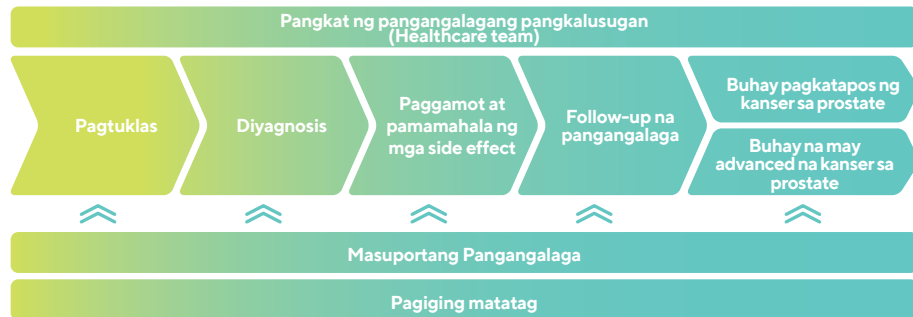 Pangkat ng pangangalagang pangkalusugan
(Healthcare team)
Pagtuklas
Diyagnosis
Paggamot at
pamamahala ng
mga side effect
Follow-up na
pangangalaga
Buhay pagkatapos ng
kanser sa prostate
Buhay na may
advanced na kanser sa
prostate
Masuportang Pangangalaga
Pagiging matatag